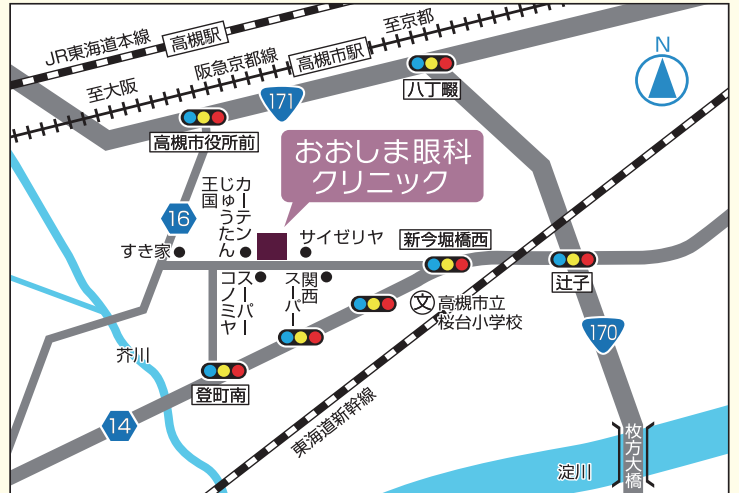 JR東海道本線
高槻駅
至京都
阪急京都線
高槻市駅
至大阪
171
八丁畷
N
高槻市役所前
おおしま眼科
クリニック
カーテン
じゅうたん
王国
16
すき家
サイゼリヤ
新今堀橋西
辻子
スーパー
コノミヤ
関西
スーパー
文
高槻市立
桜台小学校
170
芥川
登町南
14
東海道新幹線
枚方大橋
淀川